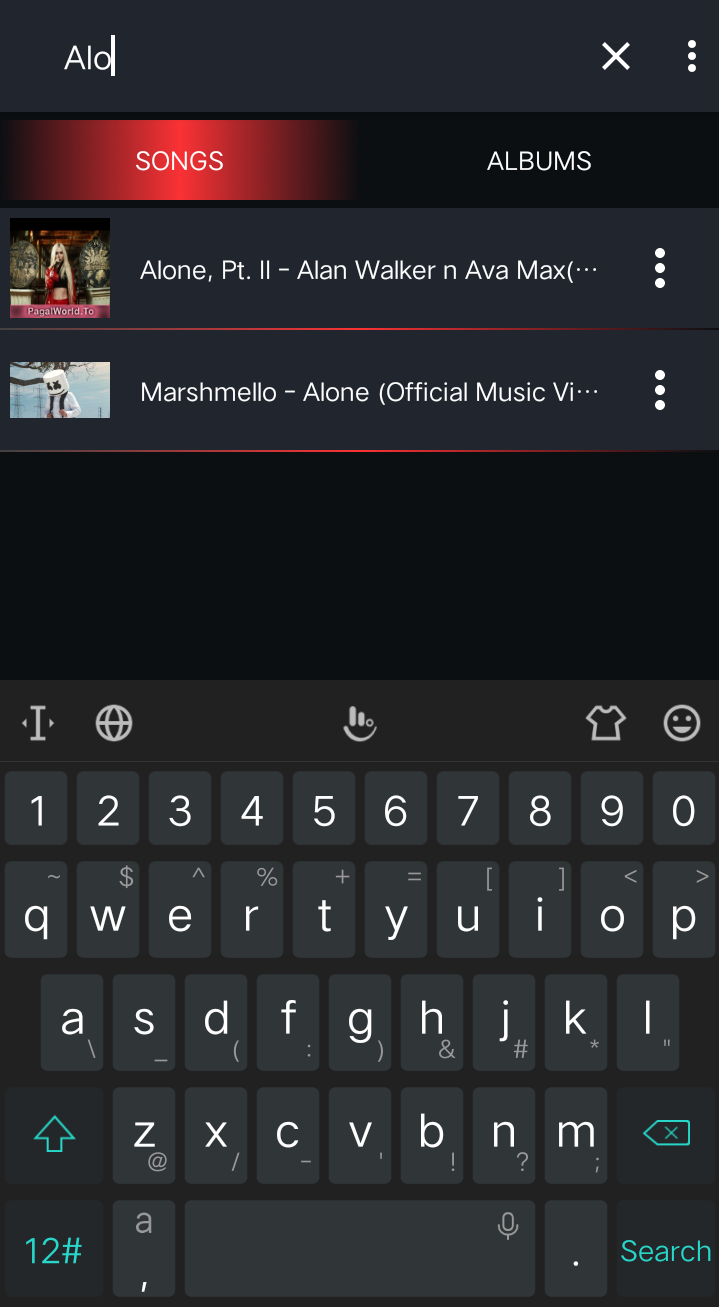 Alo
SONGS ALBUMS
Alone, Pt. II - Alan Walker n Ava Max(···
PagalWorld.To
Marshmello - Alone (Official Music Vi···
1 2 3 4 5 6 7 8 9 0
~ $ ^ % + = [ ] < >
q w e r t y u i o p
a s d f g h j k l
\ _ ( : ) & # * "
z x c v b n m
@ / - ' ! ? ;
12# a , . Search